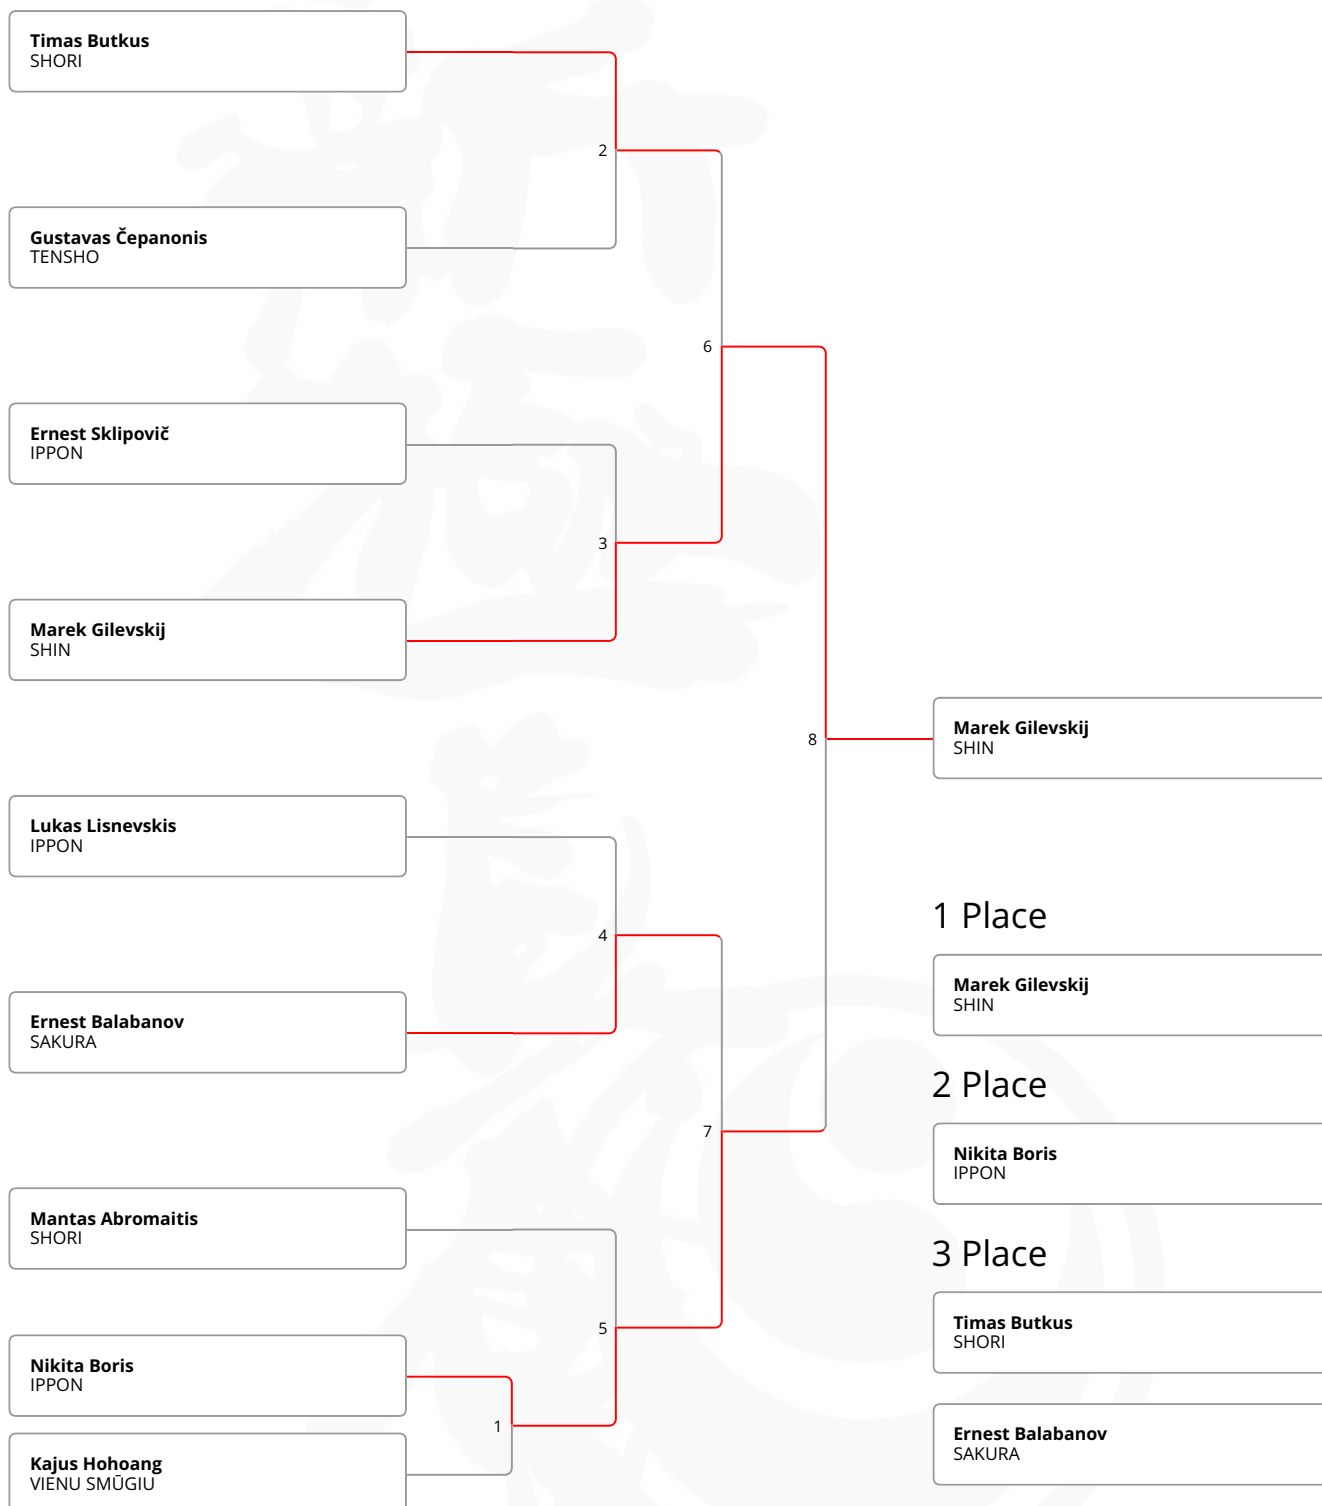 Timas Butkus
SHORI
2
Gustavas Čepanonis
TENSHO
6
Ernest Sklipovič
IPPON
3
Marek Gilevskij
SHIN
Marek Gilevskij
SHIN
8
Lukas Lisnevskis
IPPON
1 Place
4
Marek Gilevskij
SHIN
Ernest Balabanov
SAKURA
2 Place
7
Nikita Boris
IPPON
Mantas Abromaitis
SHORI
3 Place
5
Timas Butkus
SHORI
Nikita Boris
IPPON
1
Ernest Balabanov
SAKURA
Kajus Hohoang
VIENU SMŪGIU